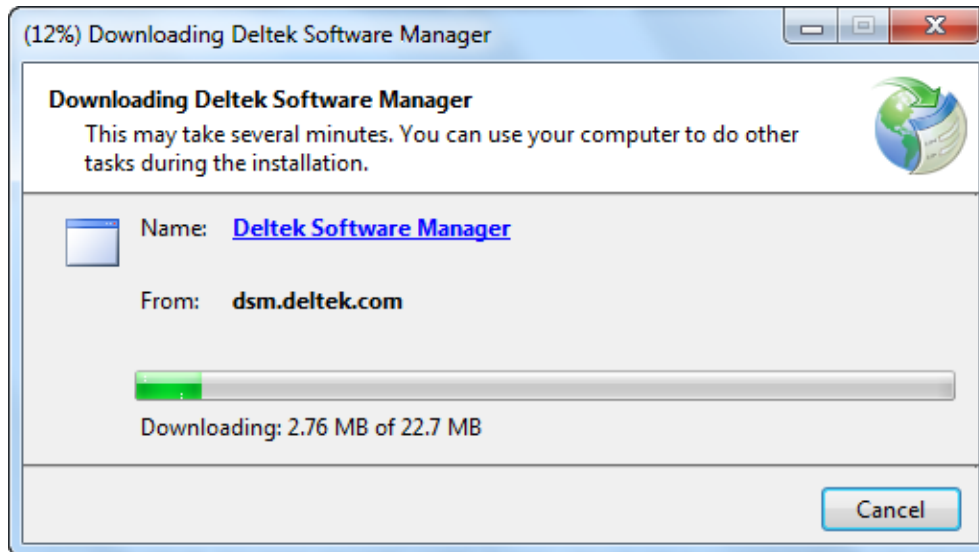 (12%) Downloading Deltek Software Manager
Downloading Deltek Software Manager
This may take several minutes. You can use your computer to do other
tasks during the installation.
Name: Deltek Software Manager
From: dsm.deltek.com
Downloading: 2.76 MB of 22.7 MB
Cancel